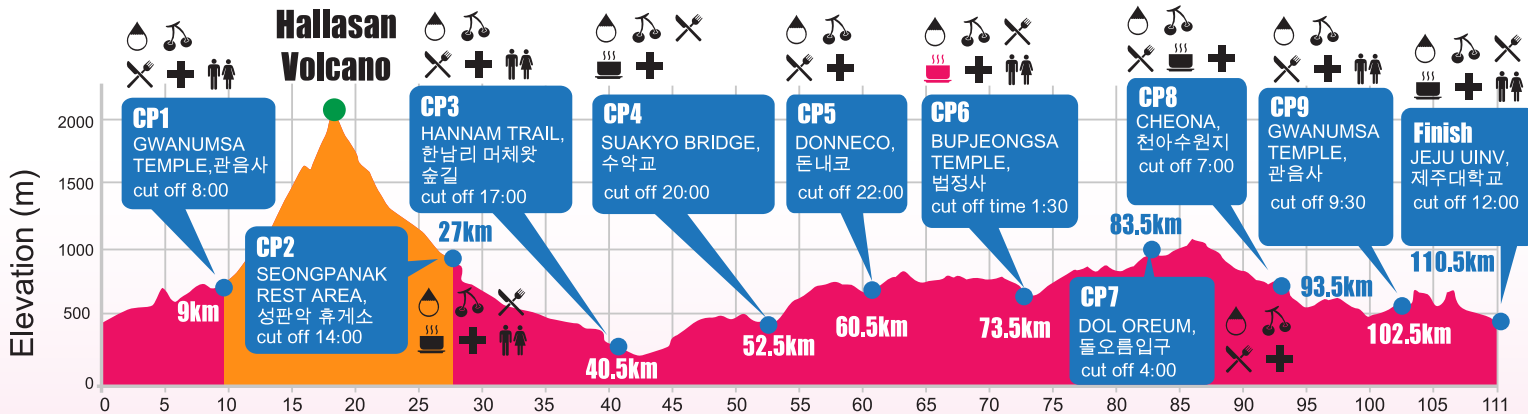 Hallasan
Volcano
Elevation (m)
2000
1500
1000
500
0
CP1
GWANUMSA
TEMPLE,관음사
cut off 8:00
9km
CP2
SEONGPANAK
REST AREA,
성판악 휴게소
cut off 14:00
27km
CP3
HANNAM TRAIL,
한남리 머체왓
숲길
cut off 17:00
40.5km
CP4
SUAKYO BRIDGE,
수악교
cut off 20:00
52.5km
CP5
DONNECO,
돈내코
cut off 22:00
60.5km
CP6
BUPJEONGSA
TEMPLE,
법정사
cut off time 1:30
73.5km
CP7
DOL OREUM,
돌오름입구
cut off 4:00
83.5km
CP8
CHEONA,
천아수원지
cut off 7:00
93.5km
CP9
GWANUMSA
TEMPLE,
관음사
cut off 9:30
102.5km
Finish
JEJU UINV,
제주대학교
cut off 12:00
110.5km
0 5 10 15 20 25 30 35 40 45 50 55 60 65 70 75 80 85 90 95 100 105 111